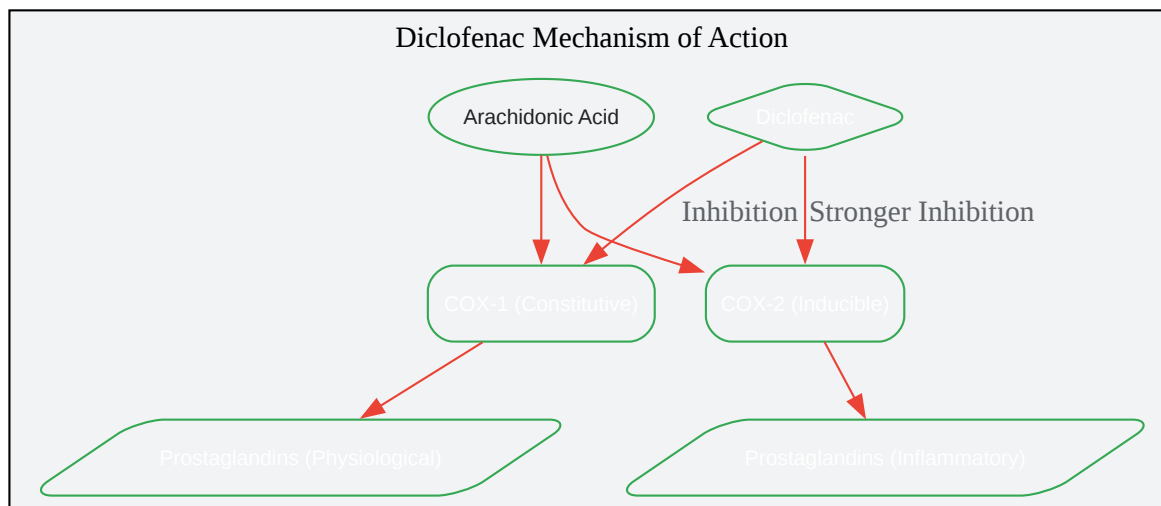 Diclofenac Mechanism of Action
Arachidonic Acid
Diclofenac
Inhibition
Stronger Inhibition
COX-1 (Constitutive)
COX-2 (Inducible)
Prostaglandins (Physiological)
Prostaglandins (Inflammatory)